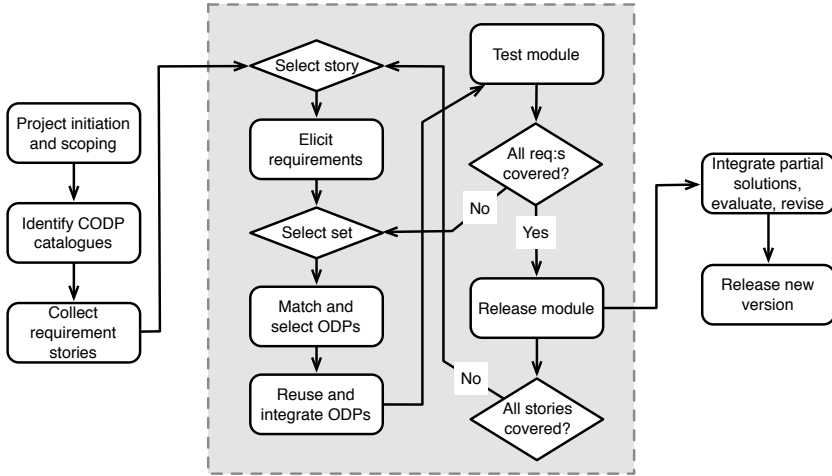 Project initiation
and scoping
Identify CODP
catalogues
Collect
requirement
stories
Select story
Elicit
requirements
Select set
Match and
select ODPs
Reuse and
integrate ODPs
Test module
All req:s
covered?
No
Yes
Release module
No
All stories
covered?
Integrate partial
solutions,
evaluate, revise
Release new
version